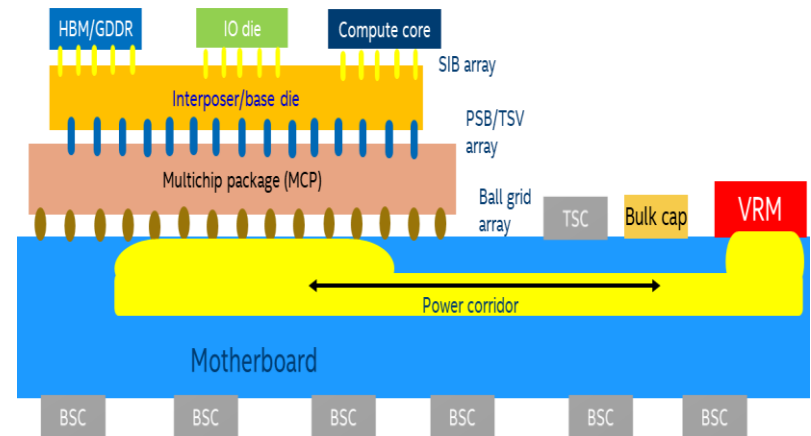 HBM/GDDR
IO die
Compute core
SIB array
Interposer/base die
PSB/TSV
array
Multichip package (MCP)
Ball grid
array
TSC
Bulk cap
VRM
Power corridor
Motherboard
BSC
BSC
BSC
BSC
BSC
BSC